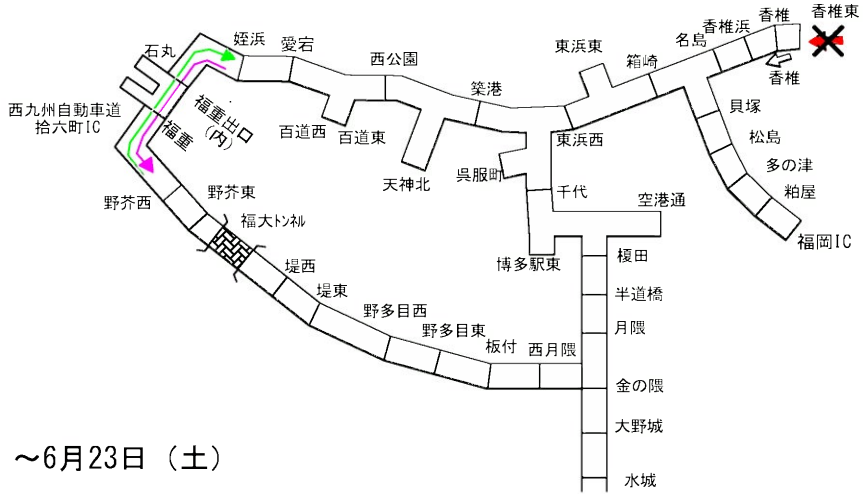 香椎東
香椎
香椎浜
名島
箱崎
東浜東
香椎
石丸
姪浜
愛宕
西公園
築港
貝塚
西九州自動車道
拾六町IC
福重
福重出口
(内)
百道西
百道東
天神北
呉服町
東浜西
松島
多の津
粕屋
福岡IC
千代
空港通
野芥西
野芥東
福大トンネル
博多駅東
榎田
堤西
堤東
半道橋
野多目西
野多目東
月隈
板付
西月隈
金の隈
大野城
水城
～6月23日（土）